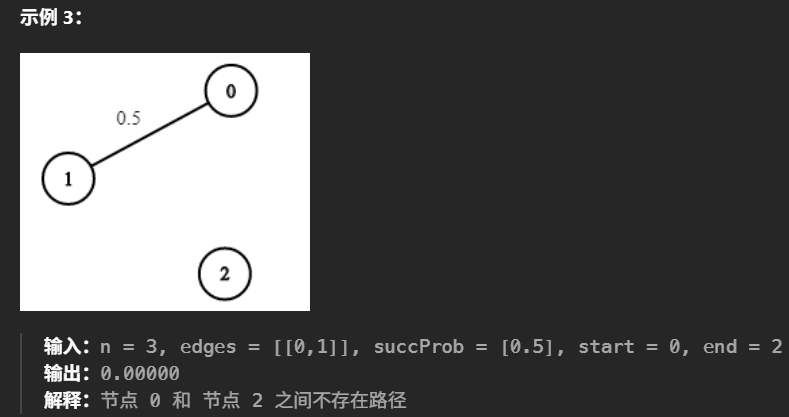 示例 3：
0
0.5
1
2
输入：n = 3, edges = [[0,1]], succProb = [0.5], start = 0, end = 2
输出：0.00000
解释：节点 0 和 节点 2 之间不存在路径